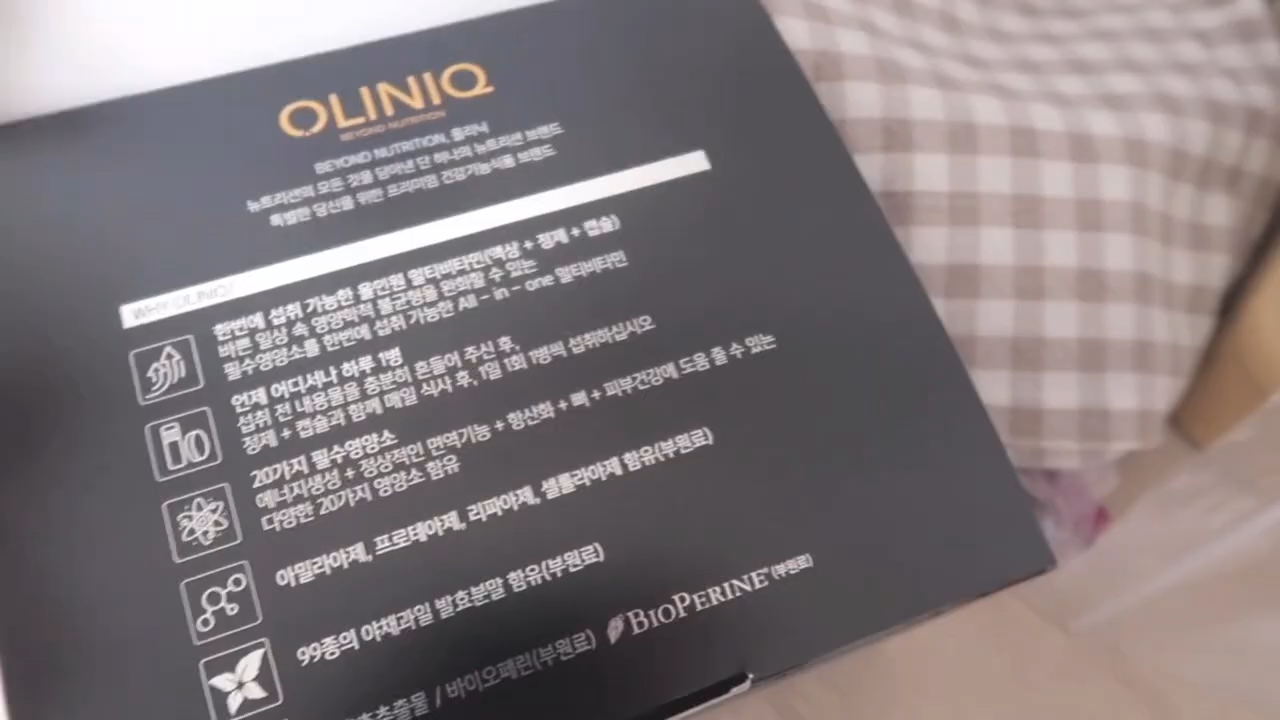 OLINIQ
BEYOND NUTRITION
BEYOND NUTRITION, 올리닉
뉴트리션의 모든 것을 담아낸 단 하나의 뉴트리션 브랜드
특별한 당신을 위한 프리미엄 건강기능식품 브랜드
WHY OLINIQ?
한번에 섭취 가능한 올인원 멀티비타민(액상 + 정제 + 캡슐)
바쁜 일상 속 영양학적 불균형을 완화할 수 있는
필수영양소를 한번에 섭취 가능한 All - in - one 멀티비타민
언제 어디서나 하루 1병
섭취 전 내용물을 충분히 흔들어 주신 후,
정제 + 캡슐과 함께 매일 식사 후, 1일 1회 1병씩 섭취하십시오
20가지 필수영양소
에너지생성 + 정상적인 면역기능 + 항산화 + 뼈 + 피부건강에 도움 줄 수 있는
다양한 20가지 영양소 함유
아밀라아제, 프로테아제, 리파아제, 셀룰라아제 함유(부원료)
99종의 야채과일 발효분말 함유(부원료)
추출물 / 바이오페린(부원료) BIOPERINE(부원료)